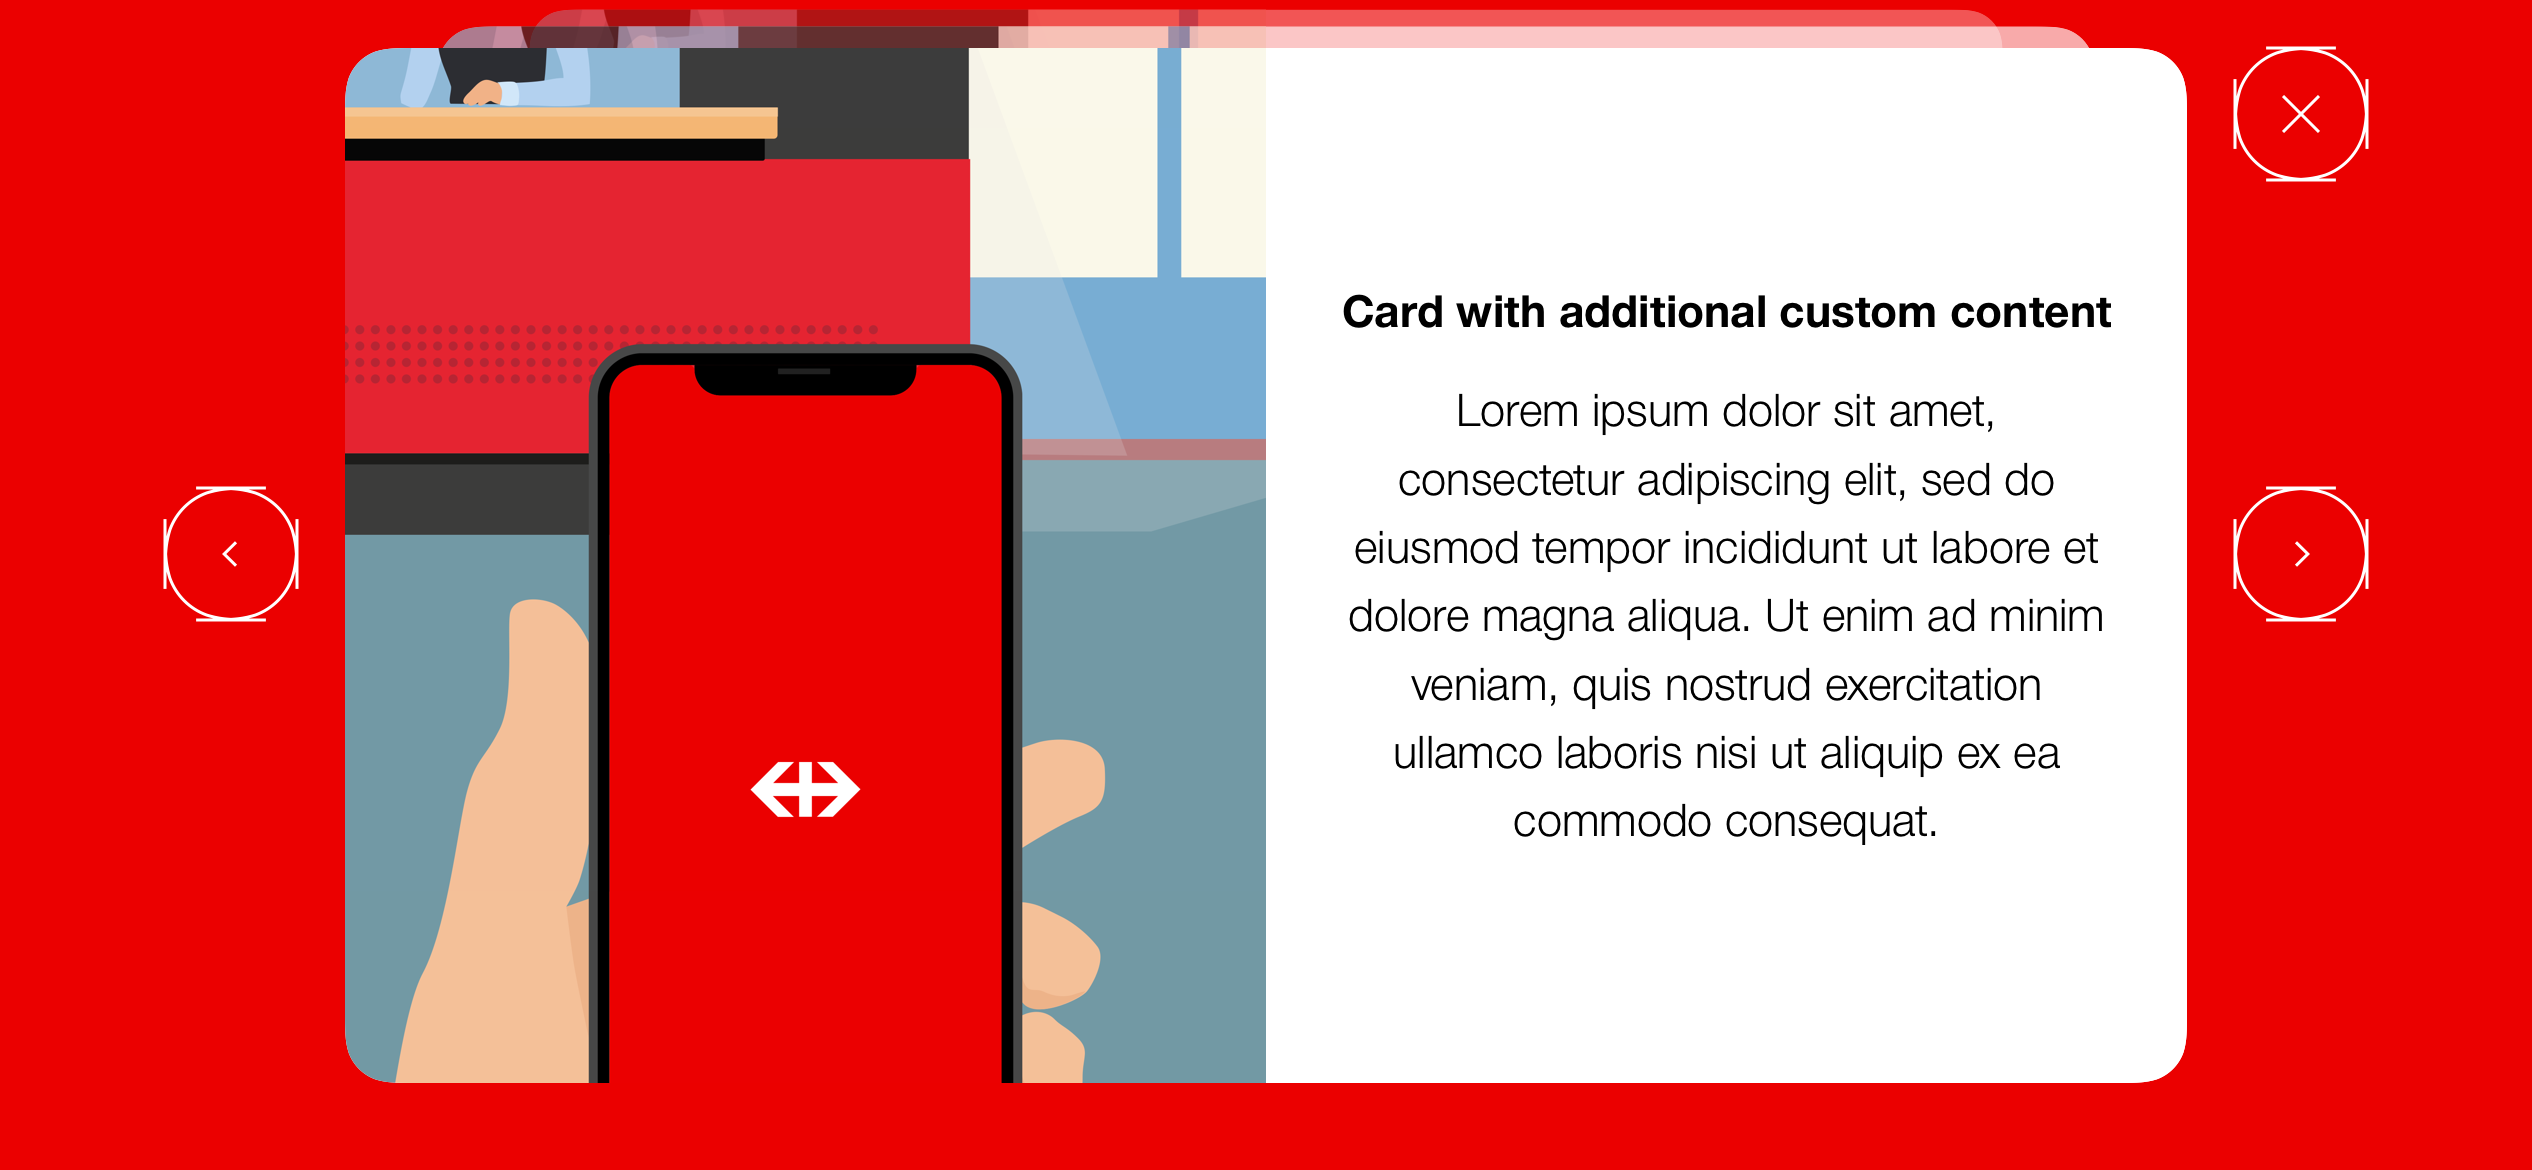 Card with additional custom content
Lorem ipsum dolor sit amet,
consectetur adipiscing elit, sed do
eiusmod tempor incididunt ut labore et
dolore magna aliqua. Ut enim ad minim
veniam, quis nostrud exercitation
ullamco laboris nisi ut aliquip ex ea
commodo consequat.